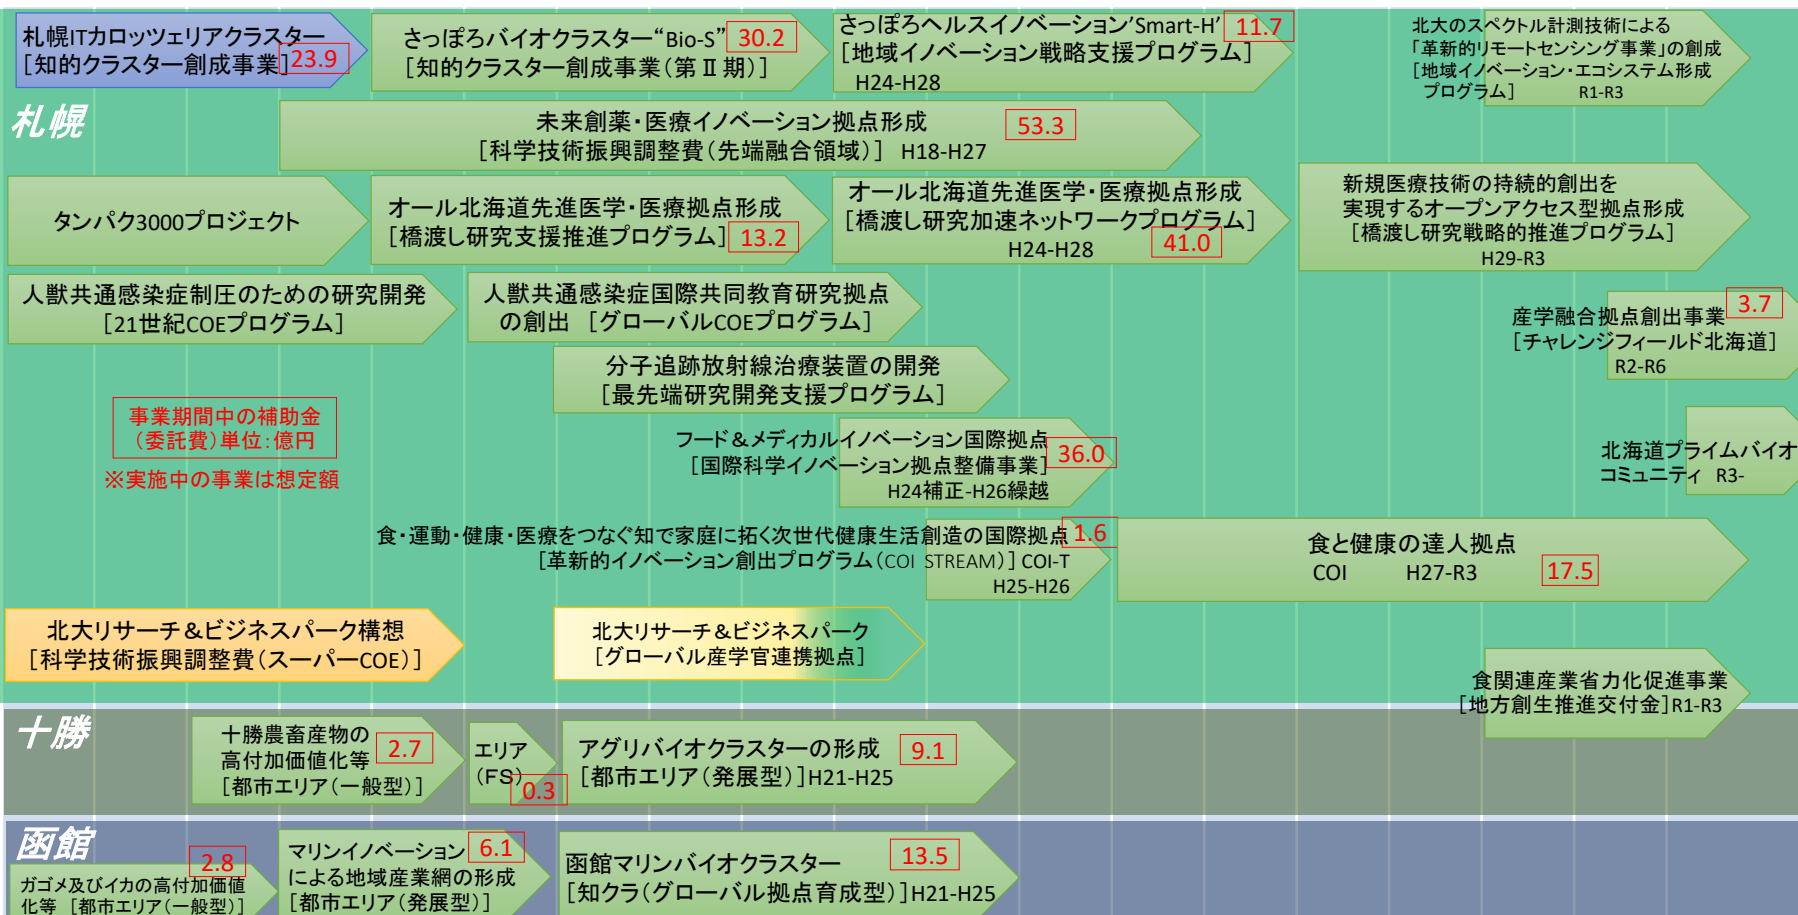 札幌ITカロッツェリアクラスター
[知的クラスター創成事業]
23.9
さっぽろバイオクラスター“Bio-S”
30.2
[知的クラスター創成事業(第Ⅱ期)]
さっぽろヘルスイノベーション’Smart-H’
11.7
[地域イノベーション戦略支援プログラム]
H24-H28
北大のスペクトル計測技術による
「革新的リモートセンシング事業」の創成
[地域イノベーション・エコシステム形成
プログラム] R1-R3
札幌
未来創薬・医療イノベーション拠点形成
53.3
[科学技術振興調整費(先端融合領域)] H18-H27
タンパク3000プロジェクト
オール北海道先進医学・医療拠点形成
[橋渡し研究支援推進プログラム]
13.2
オール北海道先進医学・医療拠点形成
[橋渡し研究加速ネットワークプログラム]
H24-H28
41.0
新規医療技術の持続的創出を
実現するオープンアクセス型拠点形成
[橋渡し研究戦略的推進プログラム]
H29-R3
人獣共通感染症制圧のための研究開発
[21世紀COEプログラム]
人獣共通感染症国際共同教育研究拠点
の創出 [グローバルCOEプログラム]
3.7
産学融合拠点創出事業
[チャレンジフィールド北海道]
R2-R6
分子追跡放射線治療装置の開発
[最先端研究開発支援プログラム]
事業期間中の補助金
(委託費)単位:億円
※実施中の事業は想定額
フード&メディカルイノベーション国際拠点
[国際科学イノベーション拠点整備事業]
36.0
H24補正-H26繰越
北海道プライムバイオ
コミュニティ R3-
食・運動・健康・医療をつなぐ知で家庭に拓く次世代健康生活創造の国際拠点
1.6
[革新的イノベーション創出プログラム(COI STREAM)] COI-T
H25-H26
食と健康の達人拠点
COI H27-R3
17.5
北大リサーチ&ビジネスパーク構想
[科学技術振興調整費(スーパーCOE)]
北大リサーチ&ビジネスパーク
[グローバル産学官連携拠点]
食関連産業省力化促進事業
[地方創生推進交付金]R1-R3
十勝
十勝農畜産物の
高付加価値化等
[都市エリア(一般型)]
2.7
エリア
(FS)
0.3
アグリバイオクラスターの形成
[都市エリア(発展型)]H21-H25
9.1
函館
2.8
ガゴメ及びイカの高付加価値
化等 [都市エリア(一般型)]
マリンイノベーション
による地域産業網の形成
[都市エリア(発展型)]
6.1
函館マリンバイオクラスター
[知クラ(グローバル拠点育成型)]H21-H25
13.5